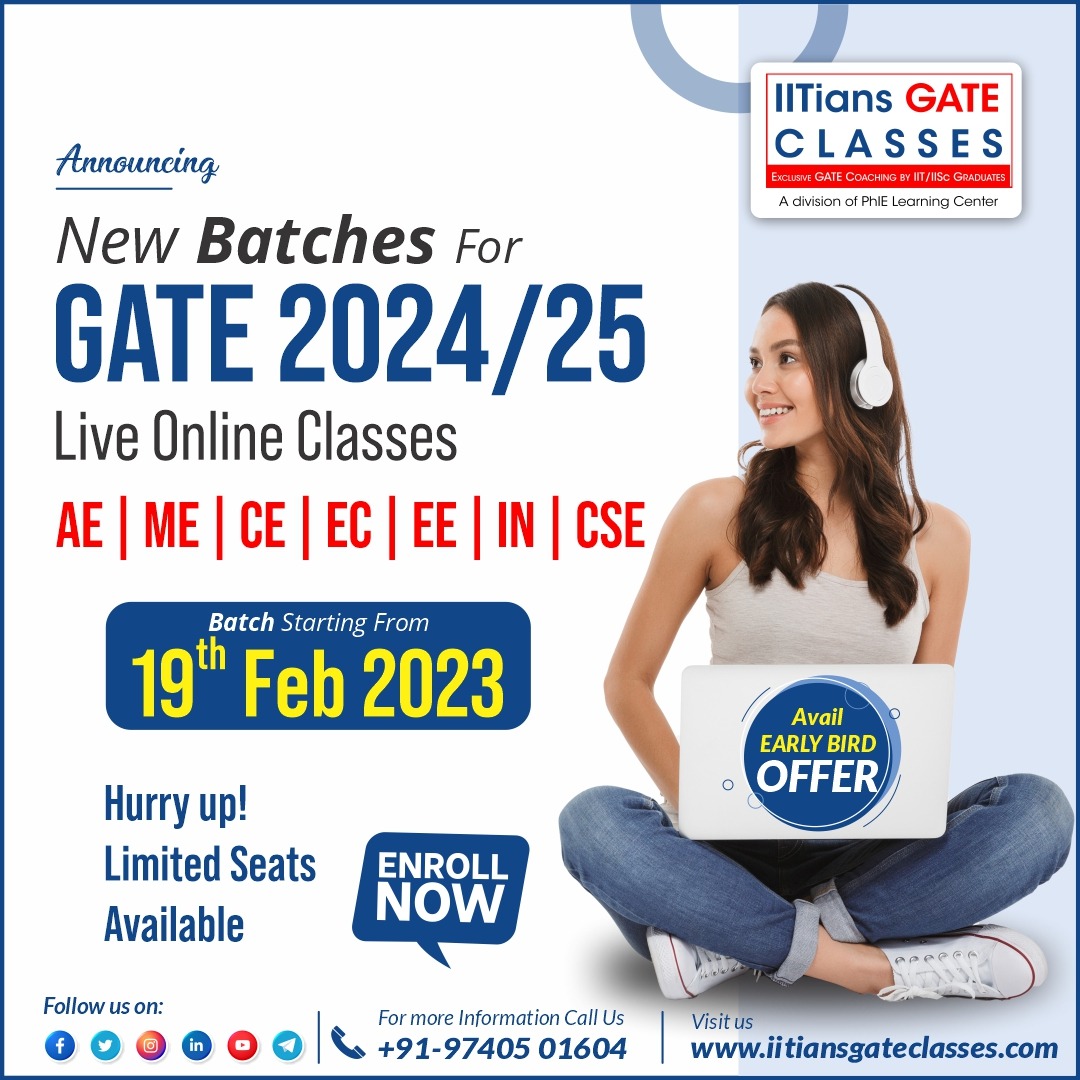 IITians GATE
CLASSES
EXCLUSIVE GATE COACHING BY IIT/IISC GRADUATES
A division of PhIE Learning Center
Announcing
New Batches For
GATE 2024/25
Live Online Classes
AE | ME | CE | EC | EE | IN | CSE
Batch Starting From
19th Feb 2023
Avail
EARLY BIRD
OFFER
Hurry up!
Limited Seats
Available
ENROLL
NOW
Follow us on:
For more Information Call Us
+91-97405 01604
Visit us
www.iitiansgateclasses.com